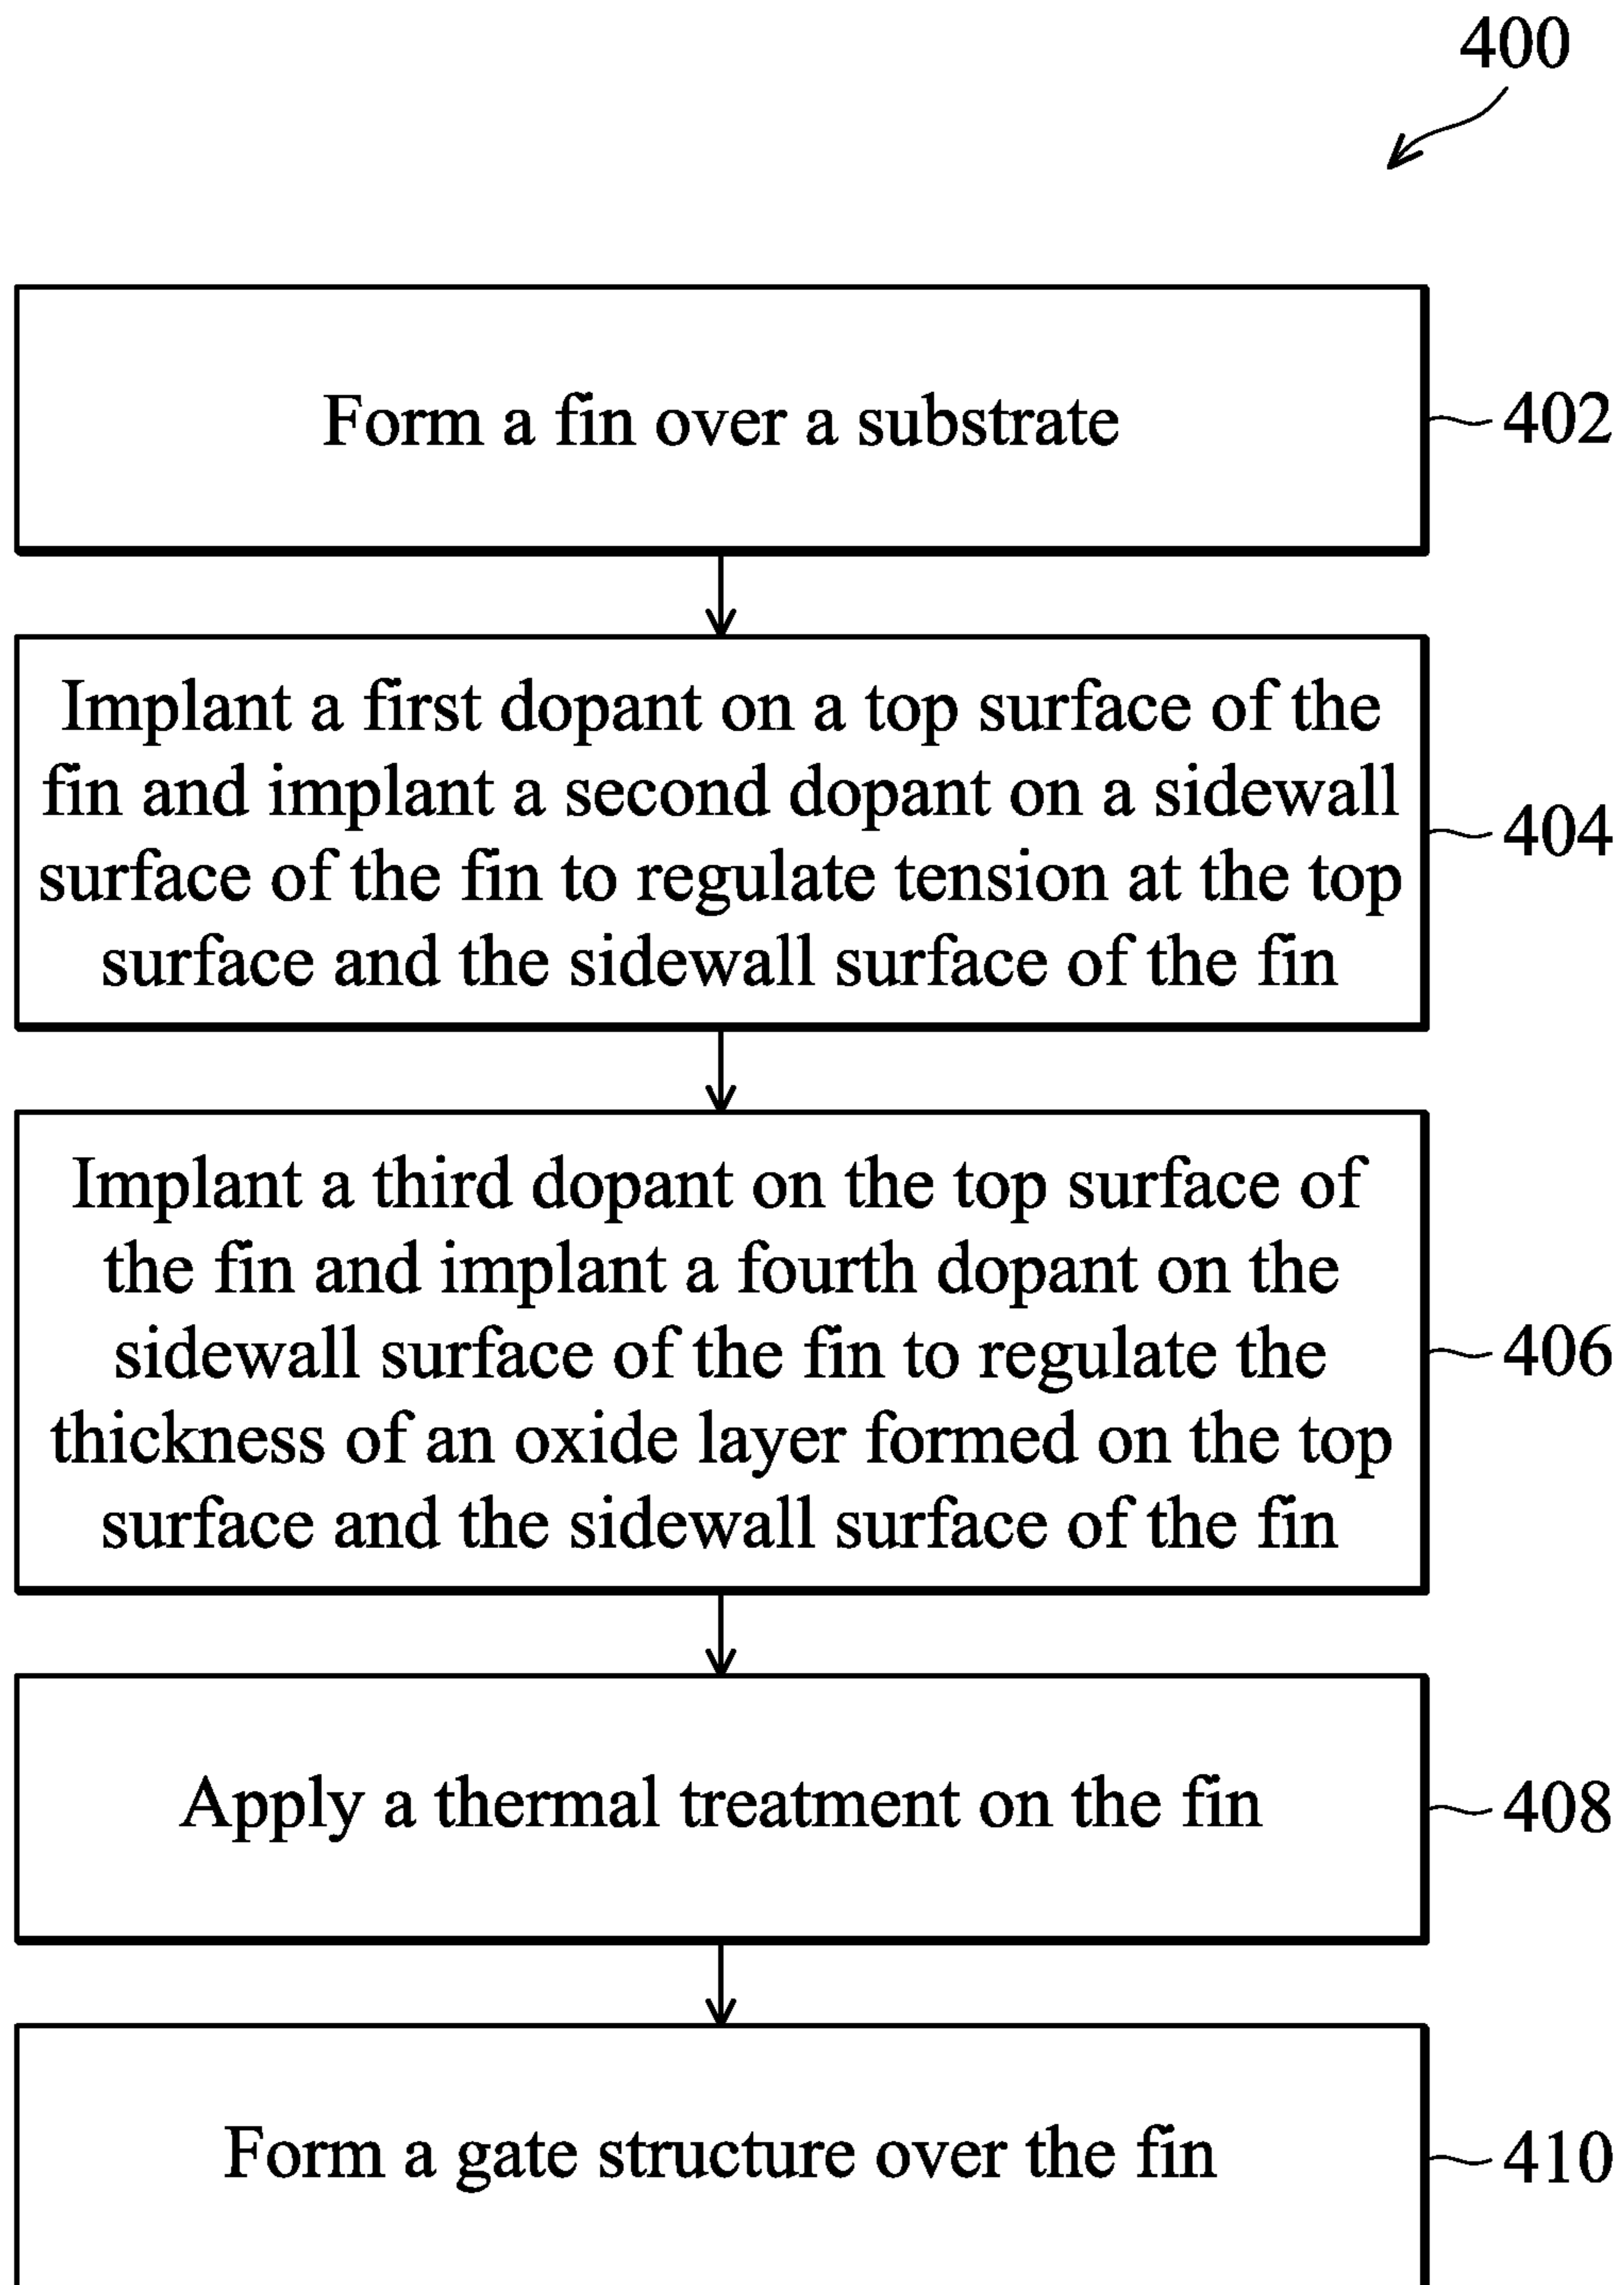 400
Form a fin over a substrate
402
Implant a first dopant on a top surface of the
fin and implant a second dopant on a sidewall
surface of the fin to regulate tension at the top
surface and the sidewall surface of the fin
404
Implant a third dopant on the top surface of
the fin and implant a fourth dopant on the
sidewall surface of the fin to regulate the
thickness of an oxide layer formed on the top
surface and the sidewall surface of the fin
406
Apply a thermal treatment on the fin
408
Form a gate structure over the fin
410